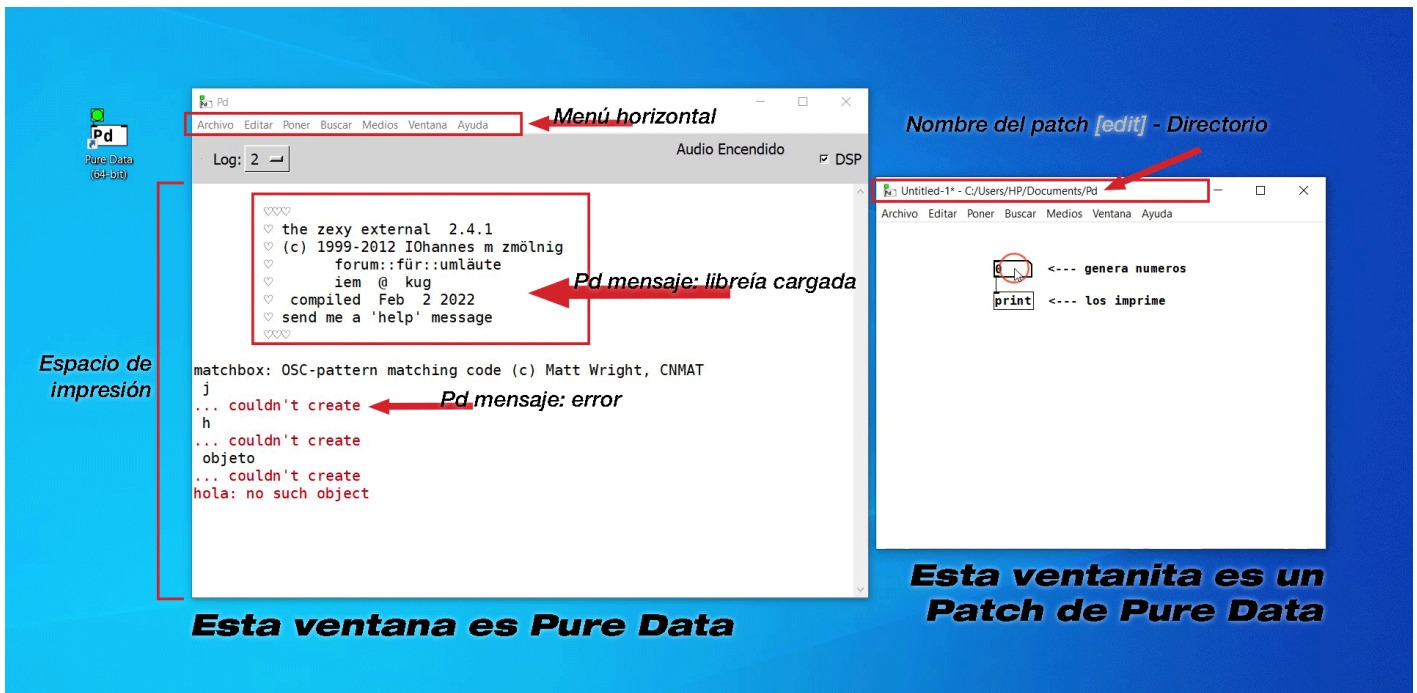 Pd
Pure Data
(64-bit)
Pd
Archivo Editar Poner Buscar Medios Ventana Ayuda
Menú horizontal
Log: 2
Audio Encendido
DSP
♡♡♡
♡ the zexy external 2.4.1
♡ (c) 1999-2012 IOhannes m zmölnig
♡ forum::für::umläute
♡ iem @ kug
♡ compiled Feb 2 2022
♡ send me a 'help' message
♡♡♡
Pd mensaje: libreía cargada
Espacio de
impresión
matchbox: OSC-pattern matching code (c) Matt Wright, CNMAT
j
... couldn't create
Pd mensaje: error
h
... couldn't create
objeto
... couldn't create
hola: no such object
Esta ventana es Pure Data
Nombre del patch [edit] - Directorio
Untitled-1* - C:/Users/HP/Documents/Pd
Archivo Editar Poner Buscar Medios Ventana Ayuda
0
<--- genera numeros
print
<--- los imprime
Esta ventanita es un
Patch de Pure Data